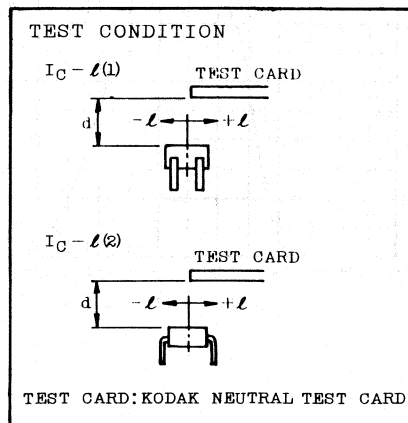 TEST CONDITION
IC - ℓ(1)
TEST CARD
d
-ℓ +ℓ
IC - ℓ(2)
TEST CARD
d
-ℓ +ℓ
TEST CARD:KODAK NEUTRAL TEST CARD